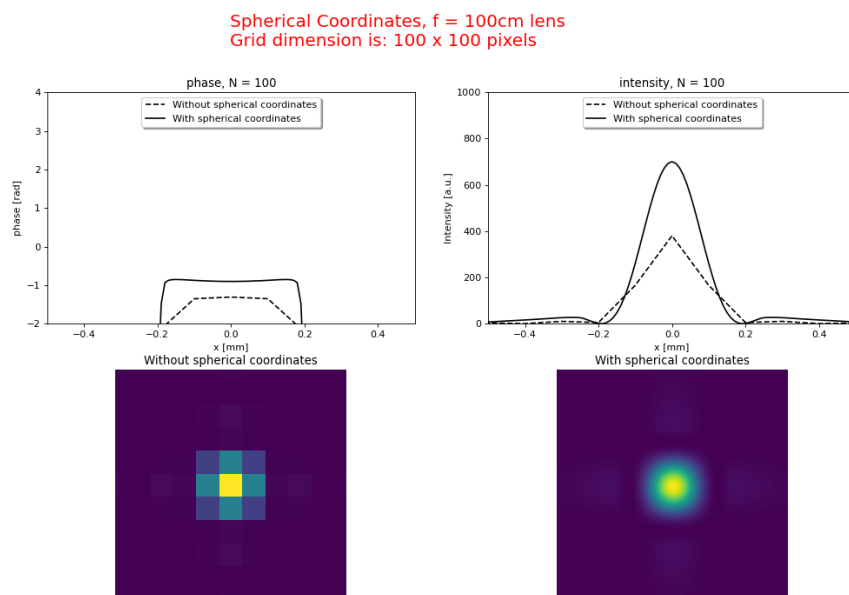 Spherical Coordinates, f = 100cm lens
Grid dimension is: 100 x 100 pixels
phase, N = 100
4
3
2
1
0
−1
−2
phase [rad]
Without spherical coordinates
With spherical coordinates
−0.4
−0.2
0.0
0.2
0.4
x [mm]
intensity, N = 100
1000
800
600
400
200
0
Intensity [a.u.]
Without spherical coordinates
With spherical coordinates
−0.4
−0.2
0.0
0.2
0.4
x [mm]
Without spherical coordinates
With spherical coordinates